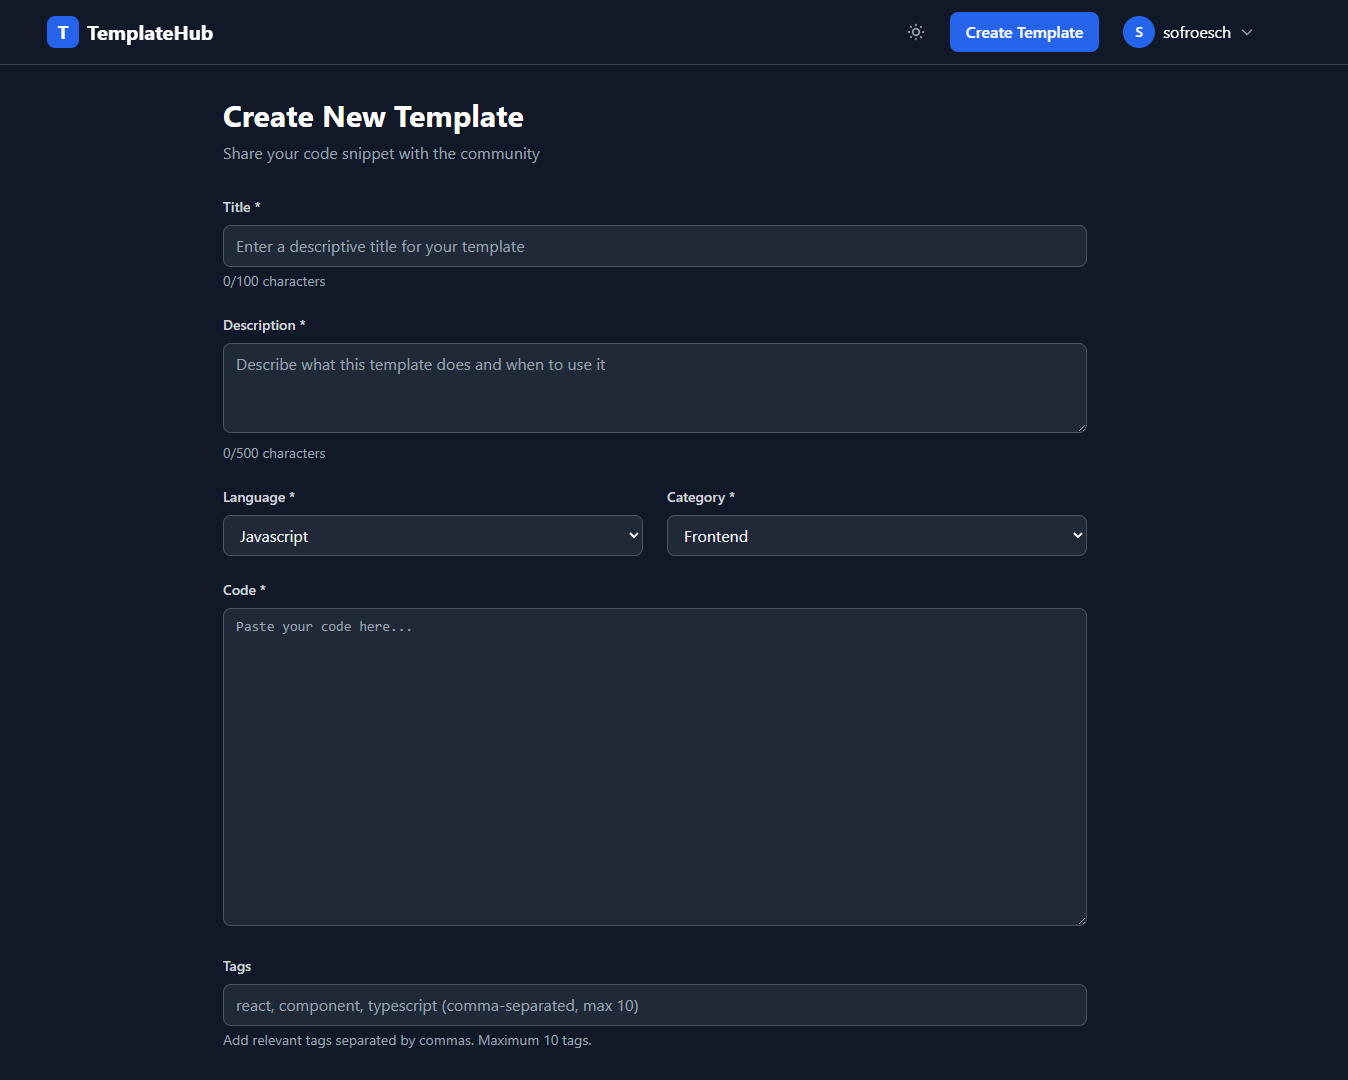 T TemplateHub
Create Template
S sofroesch
Create New Template
Share your code snippet with the community
Title *
Enter a descriptive title for your template
0/100 characters
Description *
Describe what this template does and when to use it
0/500 characters
Language * Category *
Javascript Frontend
Code *
Paste your code here...
Tags
react, component, typescript (comma-separated, max 10)
Add relevant tags separated by commas. Maximum 10 tags.